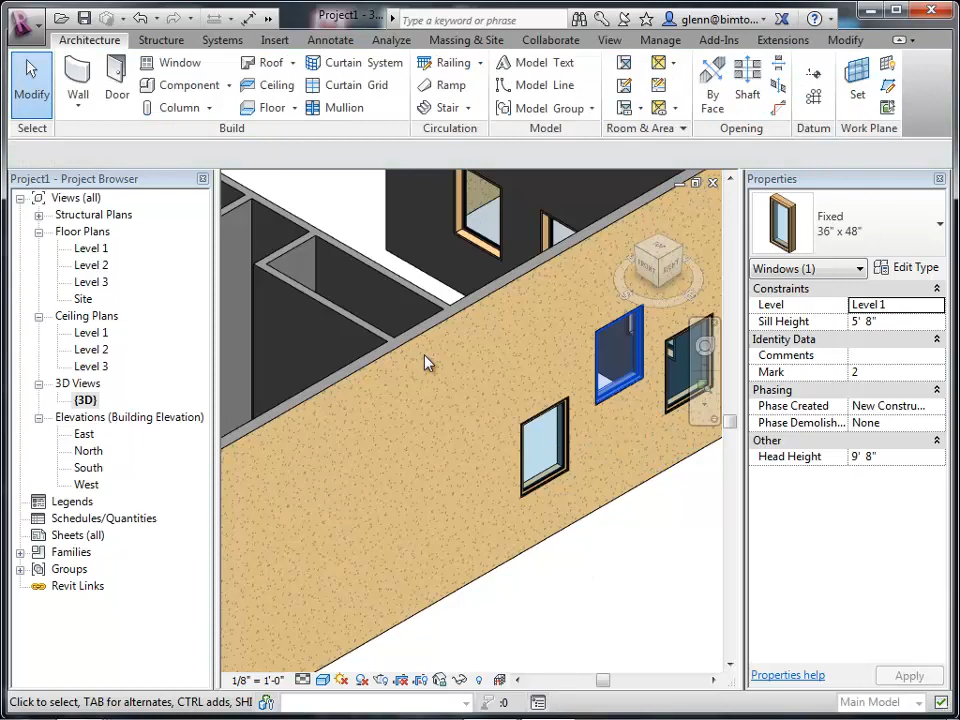 Project1 - 3...
Type a keyword or phrase
glenn@bimto...
Architecture Structure Systems Insert Annotate Analyze Massing & Site Collaborate View Manage Add-Ins Extensions Modify
Modify
Wall
Door
Window
Component
Column
Roof
Ceiling
Floor
Curtain System
Curtain Grid
Mullion
Railing
Ramp
Stair
Model Text
Model Line
Model Group
By Face
Shaft
Set
Select
Build
Circulation
Model
Room & Area
Opening
Datum
Work Plane
Project1 - Project Browser
Views (all)
Structural Plans
Floor Plans
Level 1
Level 2
Level 3
Site
Ceiling Plans
Level 1
Level 2
Level 3
3D Views
{3D}
Elevations (Building Elevation)
East
North
South
West
Legends
Schedules/Quantities
Sheets (all)
Families
Groups
Revit Links
TOP
FRONT
RIGHT
Properties
Fixed
36" x 48"
Windows (1)
Edit Type
Constraints
Level Level 1
Sill Height 5' 8"
Identity Data
Comments
Mark 2
Phasing
Phase Created New Constru...
Phase Demolish... None
Other
Head Height 9' 8"
Properties help
Apply
1/8" = 1'-0"
Click to select, TAB for alternates, CTRL adds, SHI
:0
Main Model